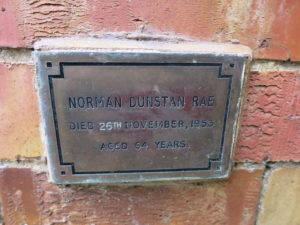 NORMAN DUNSTAN RAE
DIED 26TH NOVEMBER, 1953
AGED 64 YEARS.